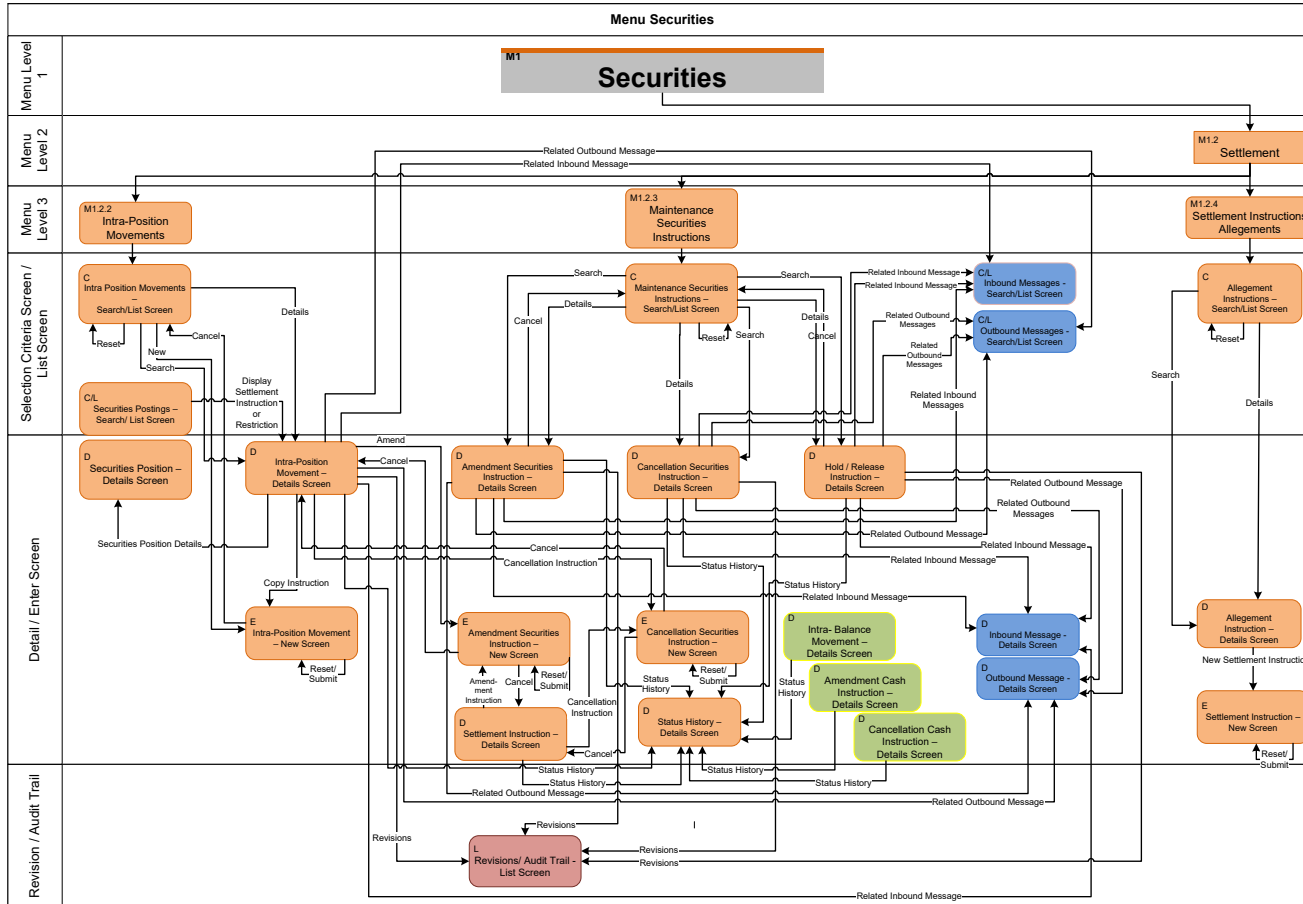 Menu Securities
Menu Level
1
M1
Securities
Menu
Level 2
M1.2
Settlement
Related Outbound Message
Related Inbound Message
Menu
Level 3
M1.2.2
Intra-Position
Movements
M1.2.3
Maintenance
Securities
Instructions
M1.2.4
Settlement Instructions
Allegements
Selection Criteria Screen /
List Screen
C
Intra Position Movements –
Search/List Screen
Reset
New
Search
Cancel
Details
C/L
Securities Postings –
Search/ List Screen
Display
Settlement
Instruction
or
Restriction
C
Maintenance Securities
Instructions –
Search/List Screen
Search
Details
Cancel
Reset
Search
Search
Details
Cancel
Details
Related Inbound Message
Related Inbound Message
C/L
Inbound Messages -
Search/List Screen
Related Outbound
Messages
Related
Outbound
Messages
C/L
Outbound Messages -
Search/List Screen
Related Inbound
Messages
C
Allegement
Instructions –
Search/List Screen
Reset
Search
Details
Detail / Enter Screen
D
Securities Position –
Details Screen
D
Intra-Position
Movement –
Details Screen
Amend
Cancel
D
Amendment Securities
Instruction –
Details Screen
D
Cancellation Securities
Instruction –
Details Screen
D
Hold / Release
Instruction –
Details Screen
Related Outbound Message
Related Outbound
Messages
Related Outbound Message
Securities Position Details
Cancel
Cancellation Instruction
Related Inbound Message
Related Inbound Message
Status History
Copy Instruction
Related Inbound Message
E
Intra-Position Movement
– New Screen
Reset/
Submit
E
Amendment Securities
Instruction –
New Screen
Amend-
ment
Instruction
Cancel
Reset/
Submit
Cancellation
Instruction
E
Cancellation Securities
Instruction –
New Screen
Reset/
Submit
Status
History
D
Intra- Balance
Movement –
Details Screen
Status
History
D
Amendment Cash
Instruction –
Details Screen
D
Cancellation Cash
Instruction –
Details Screen
D
Inbound Message -
Details Screen
D
Outbound Message -
Details Screen
D
Allegement
Instruction –
Details Screen
New Settlement Instruction
E
Settlement Instruction –
New Screen
Reset/
Submit
D
Settlement Instruction –
Details Screen
Cancel
D
Status History –
Details Screen
Status History
Status History
Status History
Status History
Related Outbound Message
Related Outbound Message
Revision / Audit Trail
Revisions
Revisions
Revisions
Revisions
L
Revisions/ Audit Trail -
List Screen
Related Inbound Message